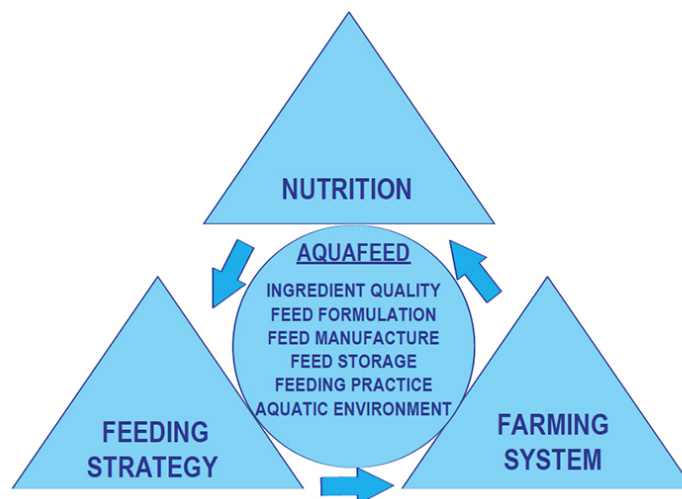 NUTRITION
AQUAFEED
INGREDIENT QUALITY
FEED FORMULATION
FEED MANUFACTURE
FEED STORAGE
FEEDING PRACTICE
AQUATIC ENVIRONMENT
FEEDING
STRATEGY
FARMING
SYSTEM